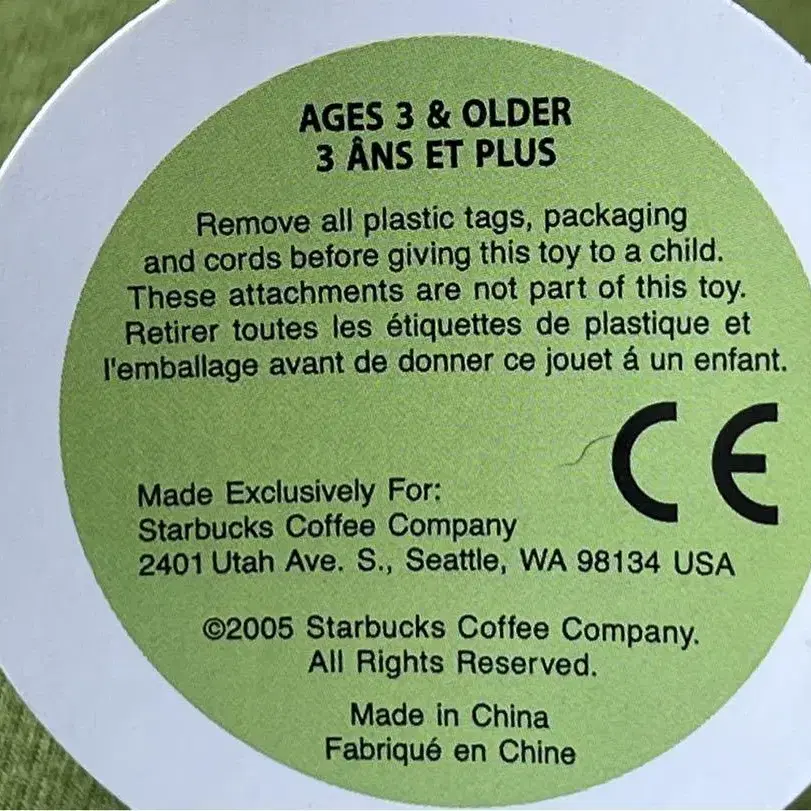 AGES 3 & OLDER
3 ÂNS ET PLUS
Remove all plastic tags, packaging
and cords before giving this toy to a child.
These attachments are not part of this toy.
Retirer toutes les étiquettes de plastique et
l'emballage avant de donner ce jouet á un enfant.
CE
Made Exclusively For:
Starbucks Coffee Company
2401 Utah Ave. S., Seattle, WA 98134 USA
©2005 Starbucks Coffee Company.
All Rights Reserved.
Made in China
Fabriqué en Chine